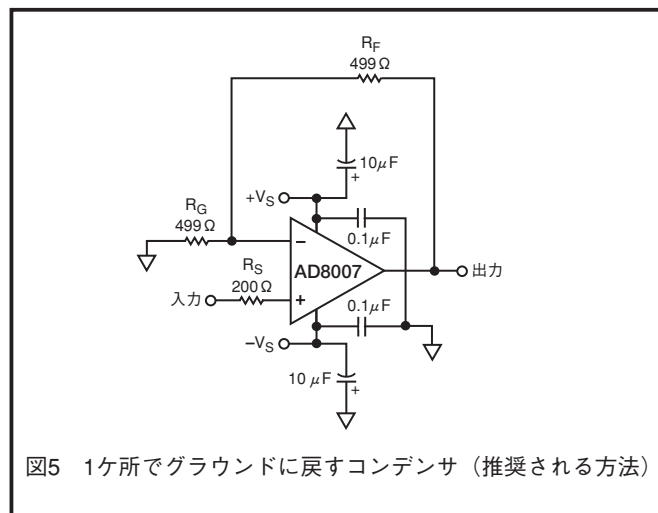 RF
499Ω
10μF
+
+VS
RG
499Ω
0.1μF
−
AD8007
出力
RS
200Ω
入力
+
0.1μF
−VS
10 μF
+
図5 1ケ所でグラウンドに戻すコンデンサ（推奨される方法）